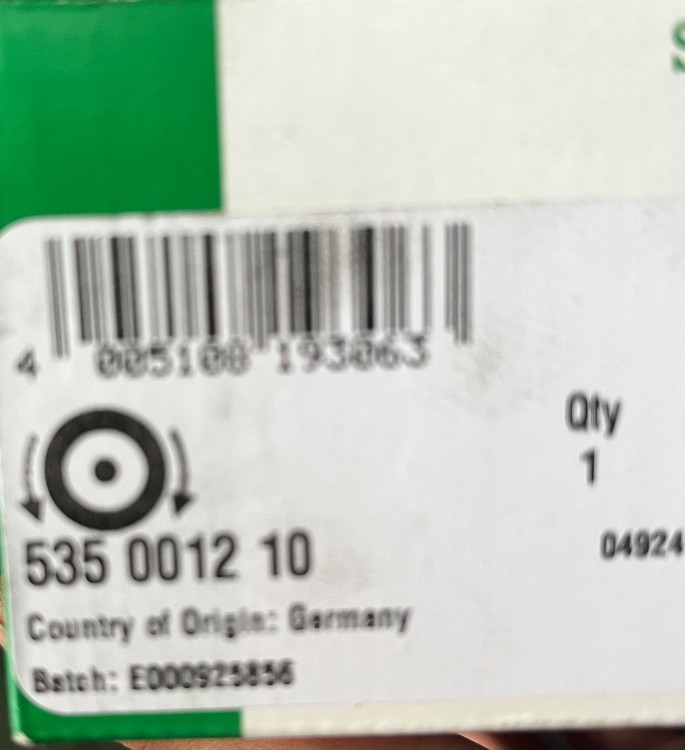 S
4 005108 193063
Qty
1
535 0012 10
04924
Country of Origin: Germany
Batch: E000925856